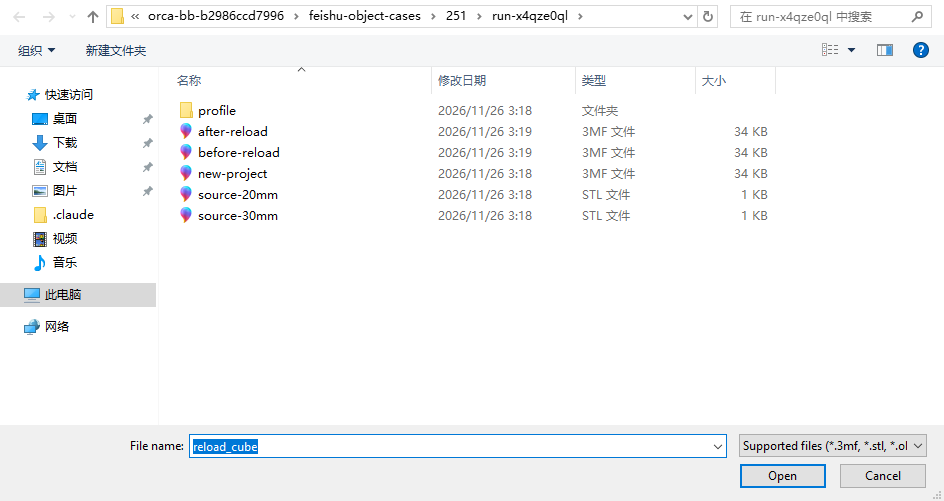 « orca-bb-b2986ccd7996 > feishu-object-cases > 251 > run-x4qze0ql >
在 run-x4qze0ql 中搜索
组织 新建文件夹
名称 修改日期 类型 大小
快速访问
桌面
下载
文档
图片
.claude
视频
音乐
此电脑
网络
profile 2026/11/26 3:18 文件夹
after-reload 2026/11/26 3:19 3MF 文件 34 KB
before-reload 2026/11/26 3:19 3MF 文件 34 KB
new-project 2026/11/26 3:18 3MF 文件 34 KB
source-20mm 2026/11/26 3:18 STL 文件 1 KB
source-30mm 2026/11/26 3:18 STL 文件 1 KB
File name: reload_cube
Supported files (*.3mf, *.stl, *.ol
Open Cancel